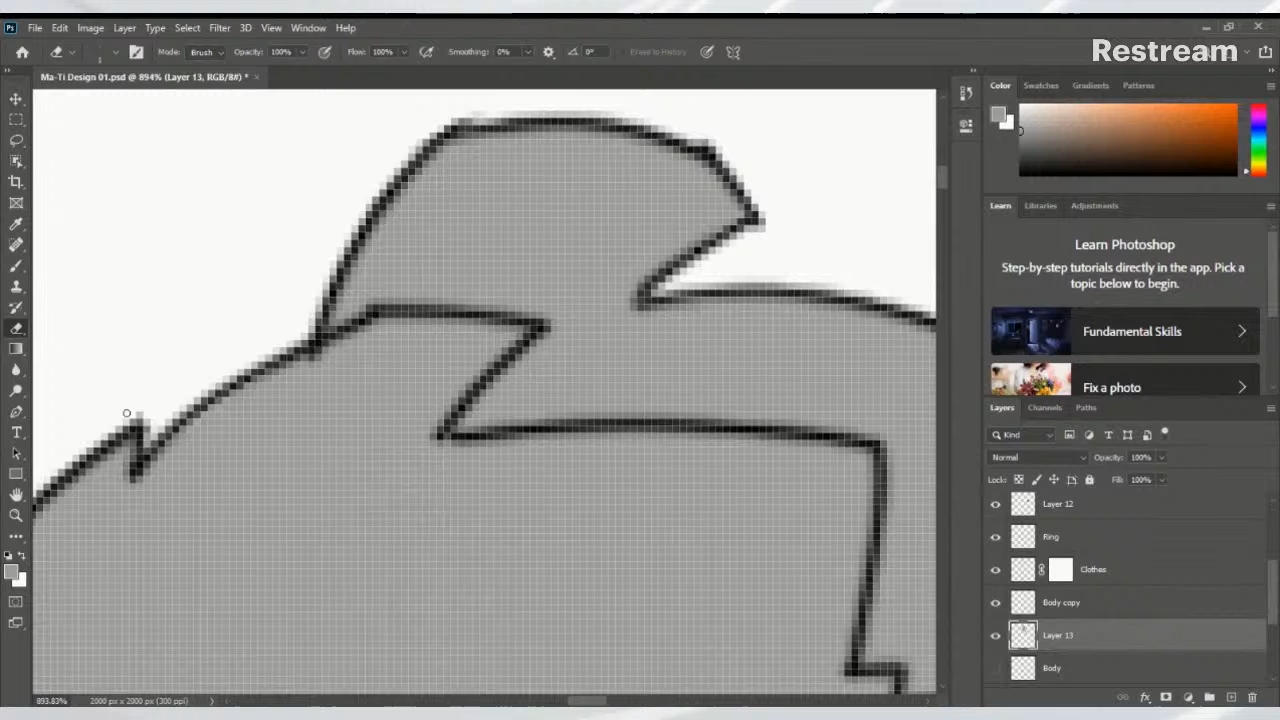 Ps File Edit Image Layer Type Select Filter 3D View Window Help
Restream
Mode: Brush Opacity: 100% Flow: 100% Smoothing: 0% 0° Erase to History
Ma-Ti Design 01.psd @ 894% (Layer 13, RGB/8#) * ×
Color Swatches Gradients Patterns
Learn Libraries Adjustments
Learn Photoshop
Step-by-step tutorials directly in the app. Pick a
topic below to begin.
Fundamental Skills
Fix a photo
Layers Channels Paths
Kind
Normal Opacity: 100%
Lock: Fill: 100%
Layer 12
Ring
Clothes
Body copy
Layer 13
Body
893.83% 2000 px x 2000 px (300 ppi)